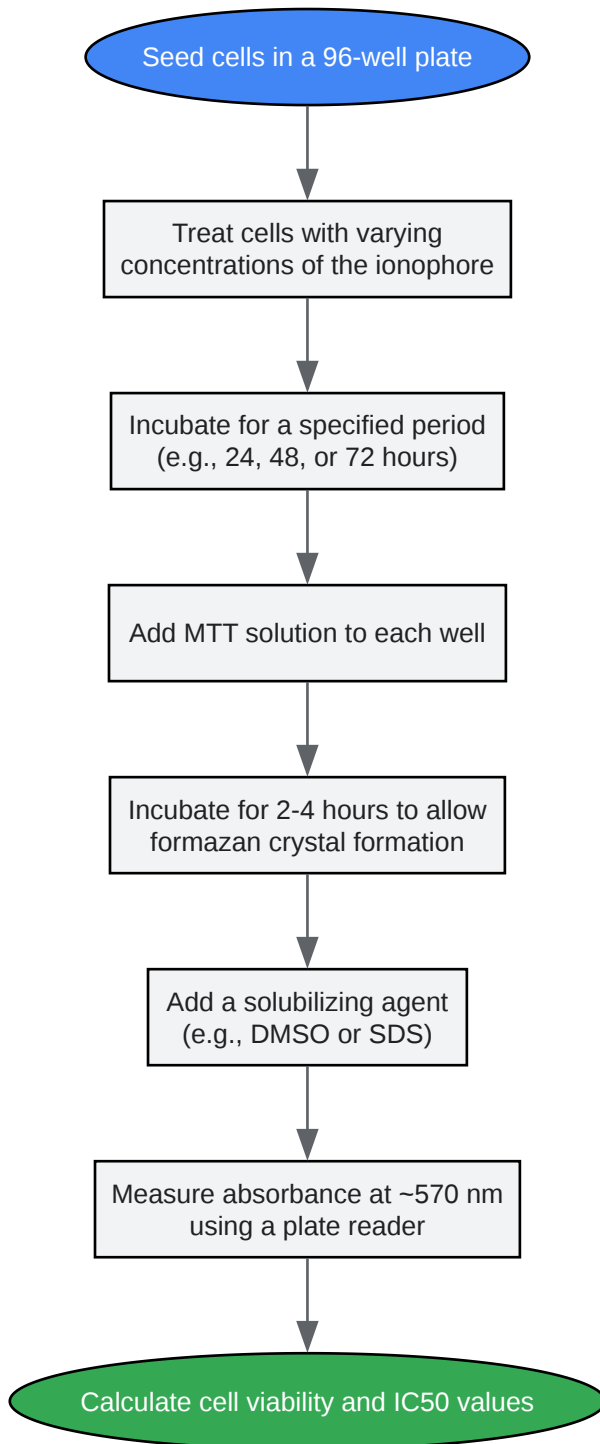 Seed cells in a 96-well plate
Treat cells with varying
concentrations of the ionophore
Incubate for a specified period
(e.g., 24, 48, or 72 hours)
Add MTT solution to each well
Incubate for 2-4 hours to allow
formazan crystal formation
Add a solubilizing agent
(e.g., DMSO or SDS)
Measure absorbance at ~570 nm
using a plate reader
Calculate cell viability and IC50 values